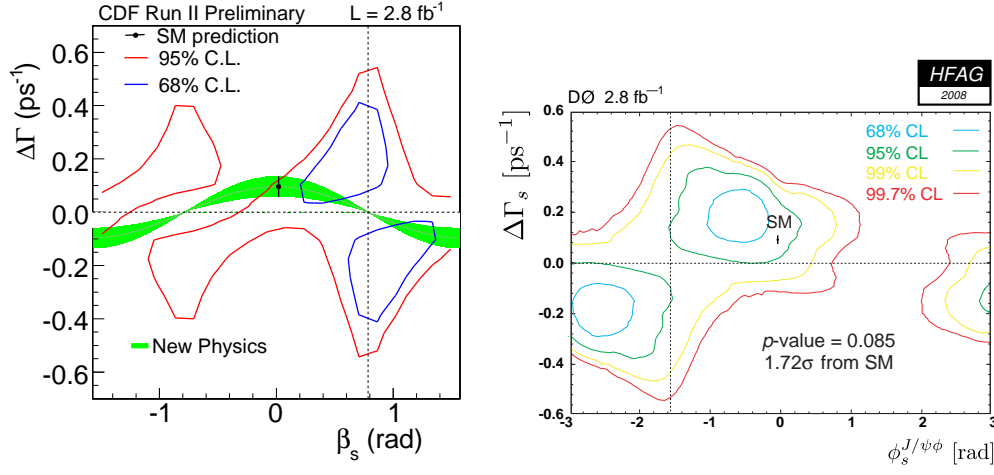 CDF Run II Preliminary L = 2.8 fb⁻¹
SM prediction
95% C.L.
68% C.L.
New Physics
ΔΓ (ps⁻¹)
0.6
0.4
0.2
0.0
-0.2
-0.4
-0.6
-1 0 1
βₛ (rad)
HFAG
2008
DØ 2.8 fb⁻¹
68% CL
95% CL
99% CL
99.7% CL
SM
p-value = 0.085
1.72σ from SM
ΔΓₛ [ps⁻¹]
0.6
0.4
0.2
0.0
-0.2
-0.4
-0.6
-3 -2 -1 0 1 2 3
ϕₛ^{J/ψϕ} [rad]